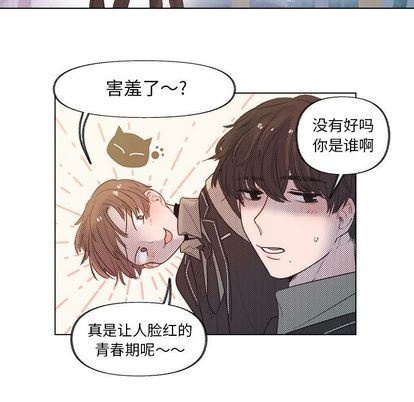 害羞了～?
没有好吗
你是谁啊
真是让人脸红的
青春期呢～～